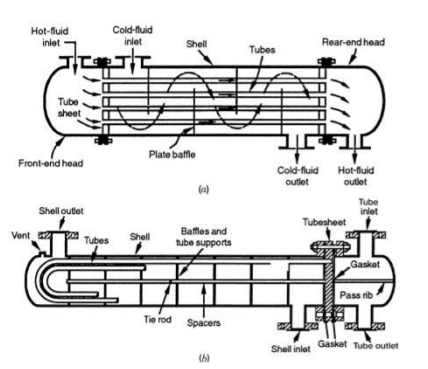 Hot-fluid
inlet
Cold-fluid
inlet
Shell
Tubes
Rear-end head
Tube
sheet
Front-end head
Plate baffle
Cold-fluid
outlet
Hot-fluid
outlet
(a)
Shell outlet
Vent
Tubes
Shell
Baffles and
tube supports
Tubesheet
Tube
inlet
Gasket
Pass rib
Tie rod
Spacers
Shell inlet
Gasket
Tube outlet
(b)